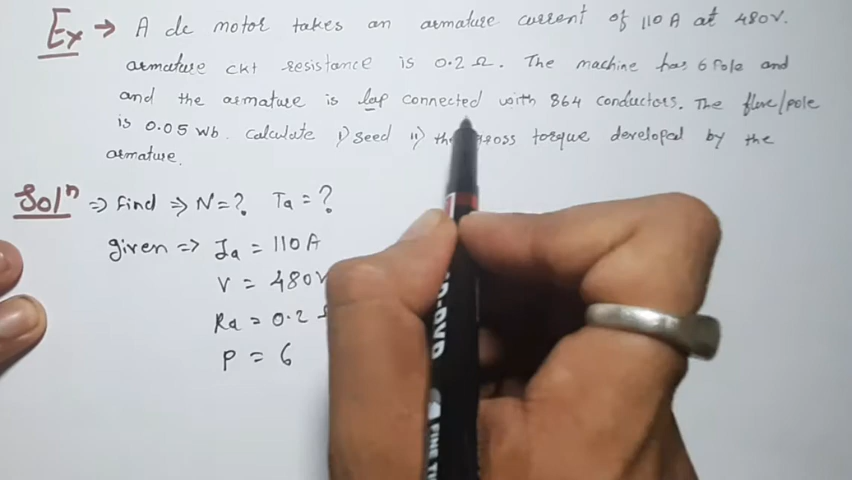 Ex → A dc motor takes an armature current of 110 A at 480V.
armature ckt resistance is 0.2 Ω. The machine has 6 Pole and
and the armature is lap connected with 864 conductors. The flux/pole
is 0.05 wb. calculate i) Seed ii) the gross torque developed by the
armature.
Solⁿ ⇒ Find ⇒ N = ? Ta = ?
given ⇒ Ia = 110 A
V = 480V
Ra = 0.2 Ω
P = 6